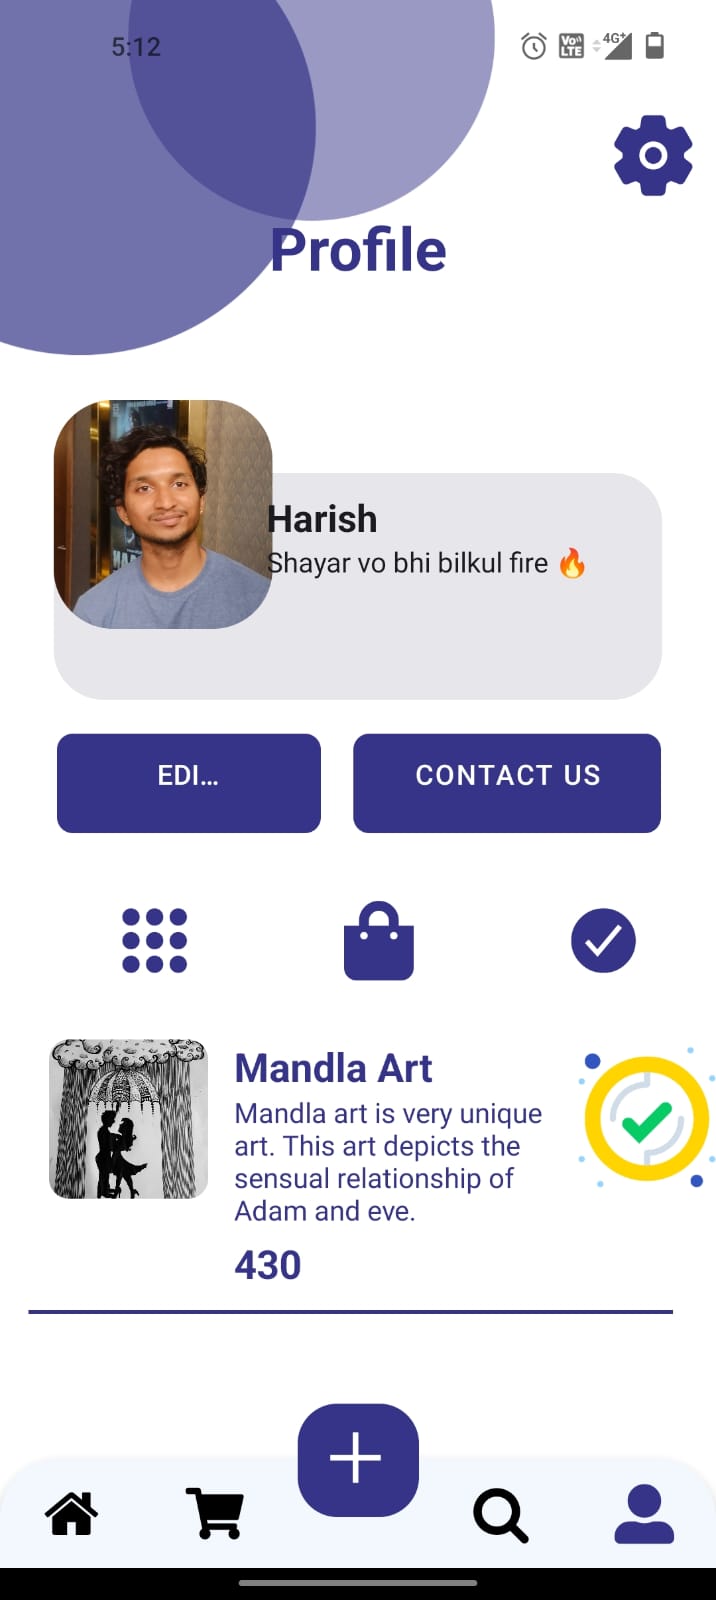 5:12
Vo))
LTE
4G+
Profile
Harish
Shayar vo bhi bilkul fire 🔥
EDI...
CONTACT US
Mandla Art
Mandla art is very unique
art. This art depicts the
sensual relationship of
Adam and eve.
430